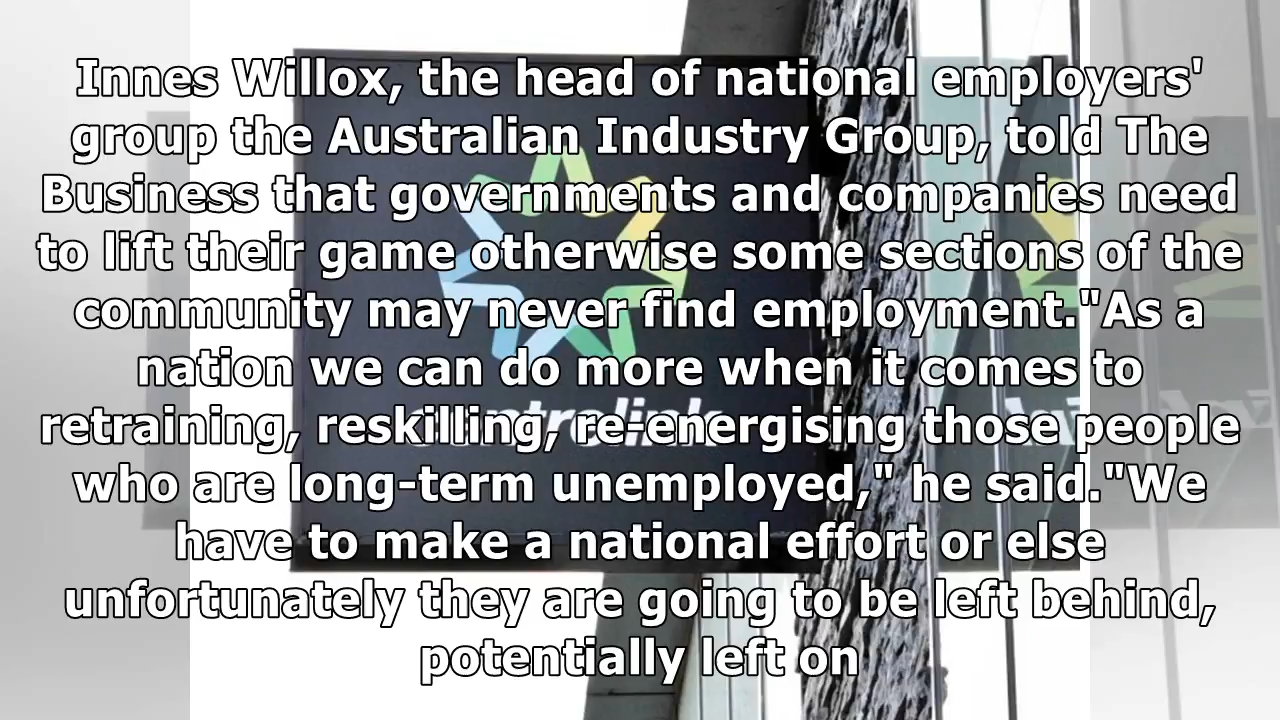 Innes Willox, the head of national employers'
group the Australian Industry Group, told The
Business that governments and companies need
to lift their game otherwise some sections of the
community may never find employment."As a
nation we can do more when it comes to
retraining, reskilling, re-energising those people
who are long-term unemployed," he said."We
have to make a national effort or else
unfortunately they are going to be left behind,
potentially left on
centrelink